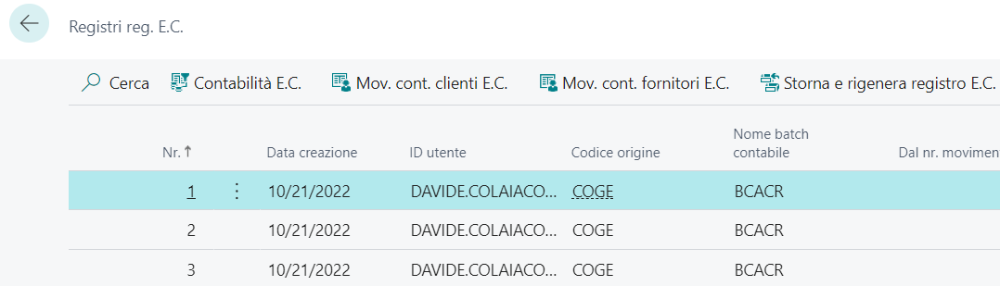 Registri reg. E.C.
Cerca Contabilità E.C. Mov. cont. clienti E.C. Mov. cont. fornitori E.C. Storna e rigenera registro E.C.
Nr.↑ Data creazione ID utente Codice origine Nome batch contabile Dal nr. movimen
1 10/21/2022 DAVIDE.COLAIACO... COGE BCACR
2 10/21/2022 DAVIDE.COLAIACO... COGE BCACR
3 10/21/2022 DAVIDE.COLAIACO... COGE BCACR